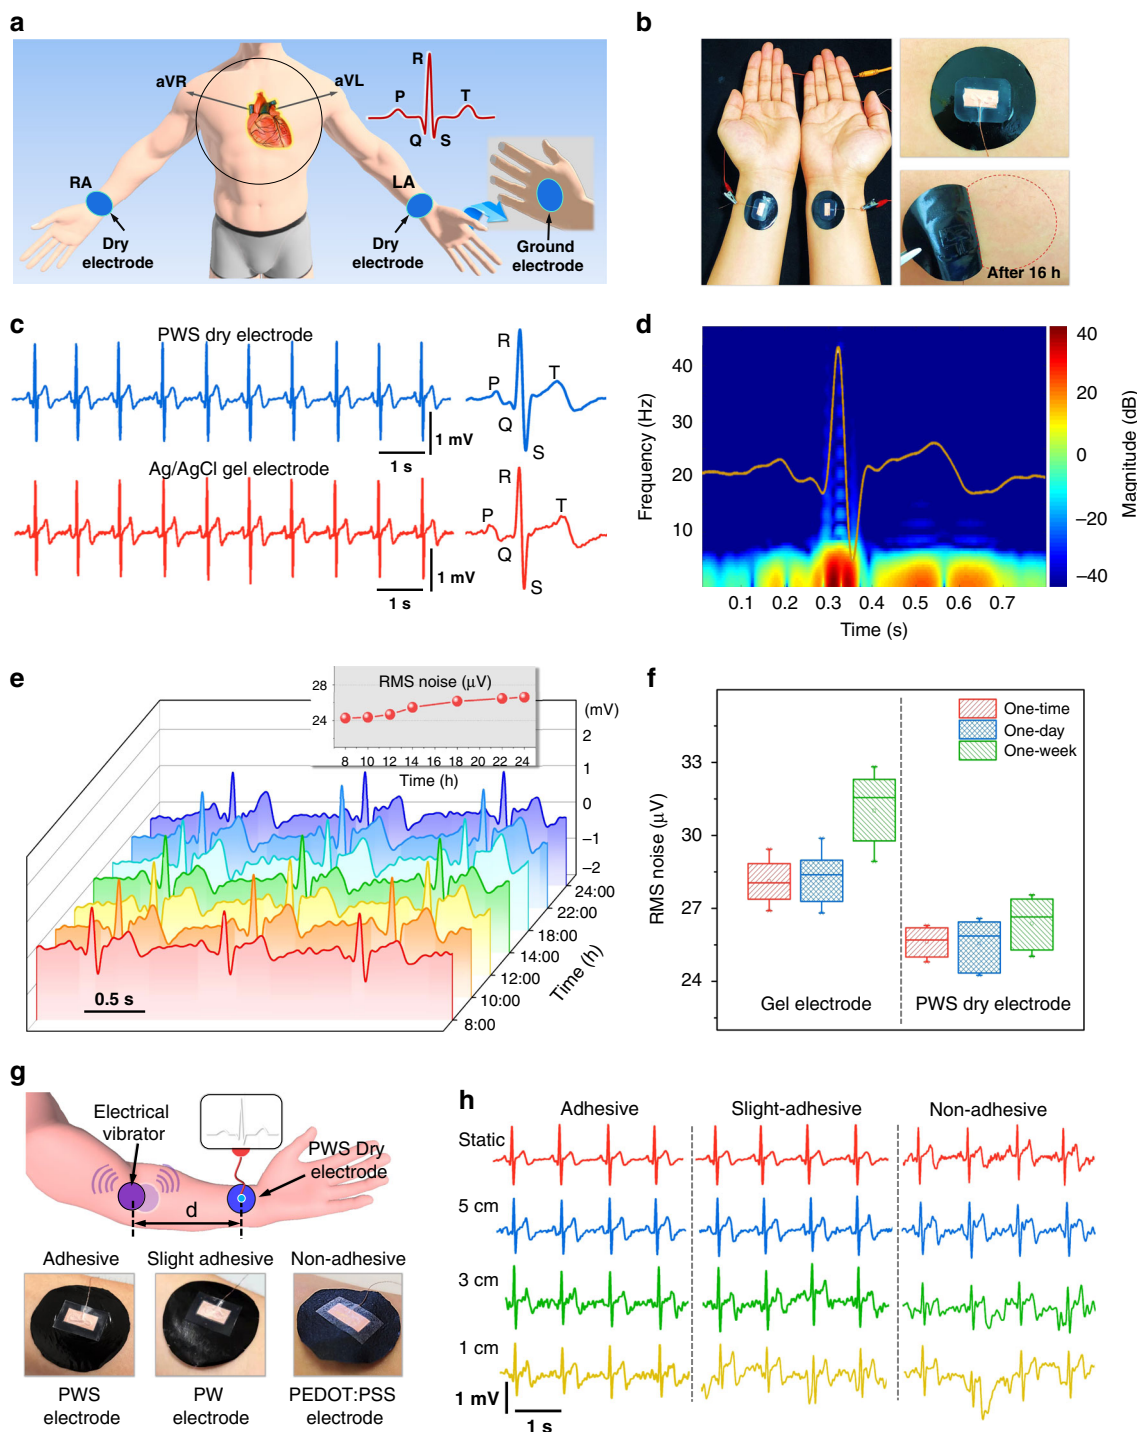 a
aVR
aVL
R
P
T
Q
S
RA
LA
Dry
electrode
Dry
electrode
Ground
electrode
b
After 16 h
c
PWS dry electrode
R
P
T
Q
S
1 mV
1 s
Ag/AgCl gel electrode
R
P
T
Q
S
1 mV
1 s
d
Frequency (Hz)
40
30
20
10
0.1 0.2 0.3 0.4 0.5 0.6 0.7
Time (s)
40
20
0
−20
−40
Magnitude (dB)
e
RMS noise (μV)
28
24
8 10 12 14 16 18 20 22 24
Time (h)
(mV)
2
1
0
−1
−2
24:00
22:00
18:00
14:00
12:00
10:00
8:00
Time (h)
0.5 s
f
One-time
One-day
One-week
RMS noise (μV)
33
30
27
24
Gel electrode
PWS dry electrode
g
Electrical
vibrator
PWS Dry
electrode
d
Adhesive
Slight adhesive
Non-adhesive
PWS
electrode
PW
electrode
PEDOT:PSS
electrode
h
Adhesive
Slight-adhesive
Non-adhesive
Static
5 cm
3 cm
1 cm
1 mV
1 s